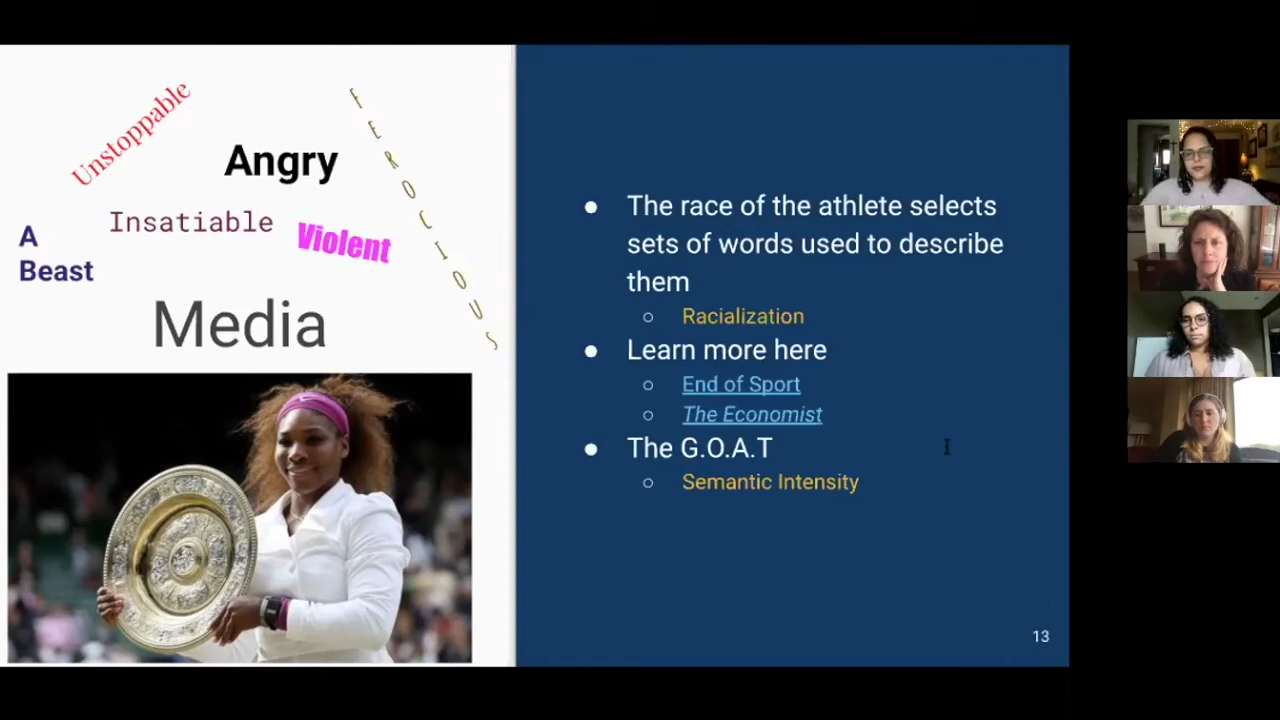 Unstoppable
Angry
FEROCIOUS
Insatiable
Violent
A
Beast
Media
The race of the athlete selects
sets of words used to describe
them
Racialization
Learn more here
End of Sport
The Economist
The G.O.A.T
Semantic Intensity
13